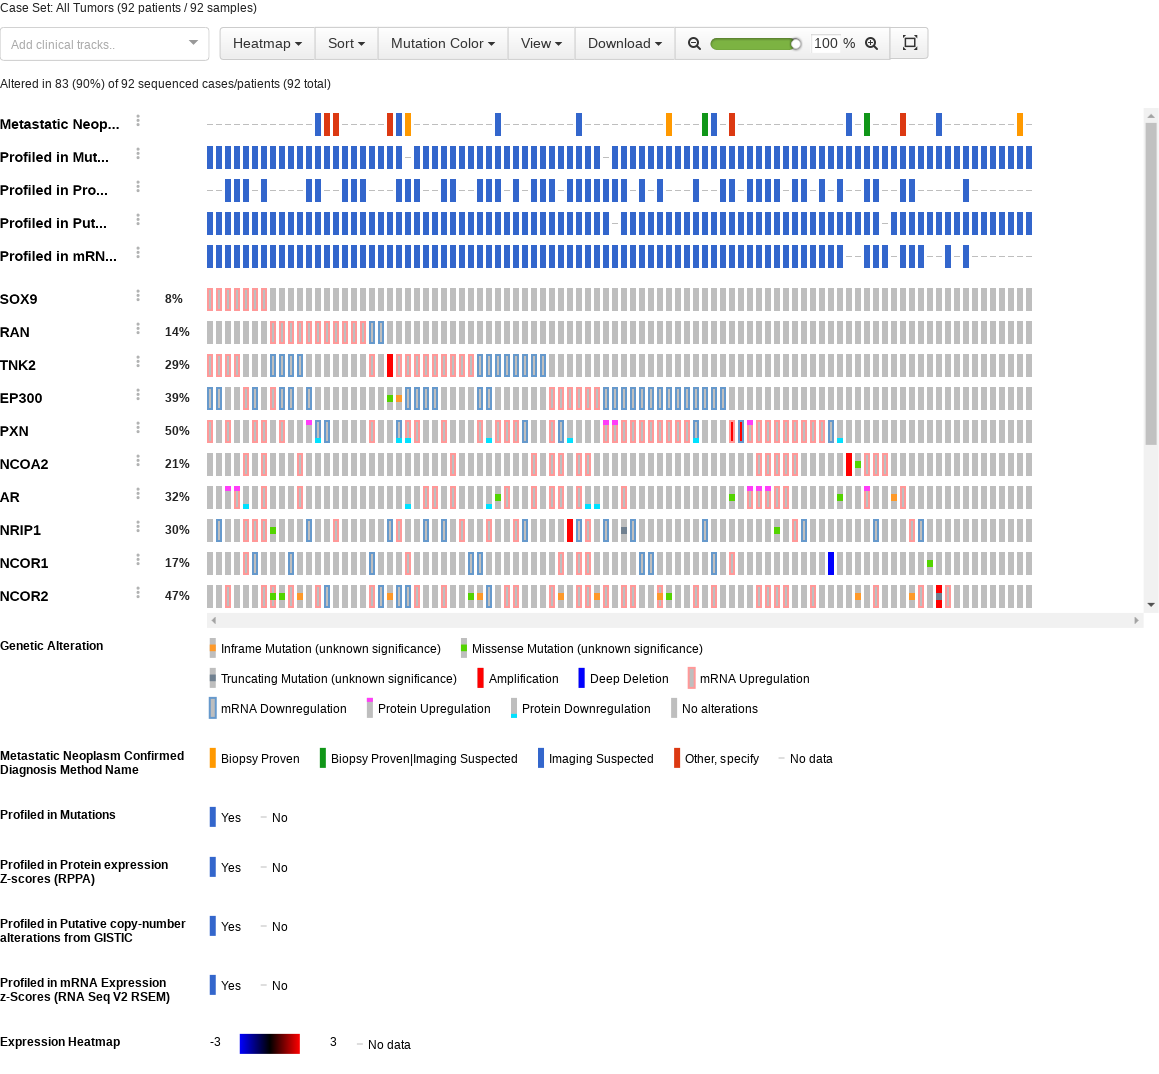 Case Set: All Tumors (92 patients / 92 samples)
Add clinical tracks..
Heatmap Sort Mutation Color View Download 100 %
Altered in 83 (90%) of 92 sequenced cases/patients (92 total)
Metastatic Neop...
Profiled in Mut...
Profiled in Pro...
Profiled in Put...
Profiled in mRN...
SOX9 8%
RAN 14%
TNK2 29%
EP300 39%
PXN 50%
NCOA2 21%
AR 32%
NRIP1 30%
NCOR1 17%
NCOR2 47%
Genetic Alteration Inframe Mutation (unknown significance) Missense Mutation (unknown significance)
Truncating Mutation (unknown significance) Amplification Deep Deletion mRNA Upregulation
mRNA Downregulation Protein Upregulation Protein Downregulation No alterations
Metastatic Neoplasm Confirmed
Diagnosis Method Name
Biopsy Proven Biopsy Proven|Imaging Suspected Imaging Suspected Other, specify No data
Profiled in Mutations Yes No
Profiled in Protein expression
Z-scores (RPPA)
Yes No
Profiled in Putative copy-number
alterations from GISTIC
Yes No
Profiled in mRNA Expression
z-Scores (RNA Seq V2 RSEM)
Yes No
Expression Heatmap -3 3 No data